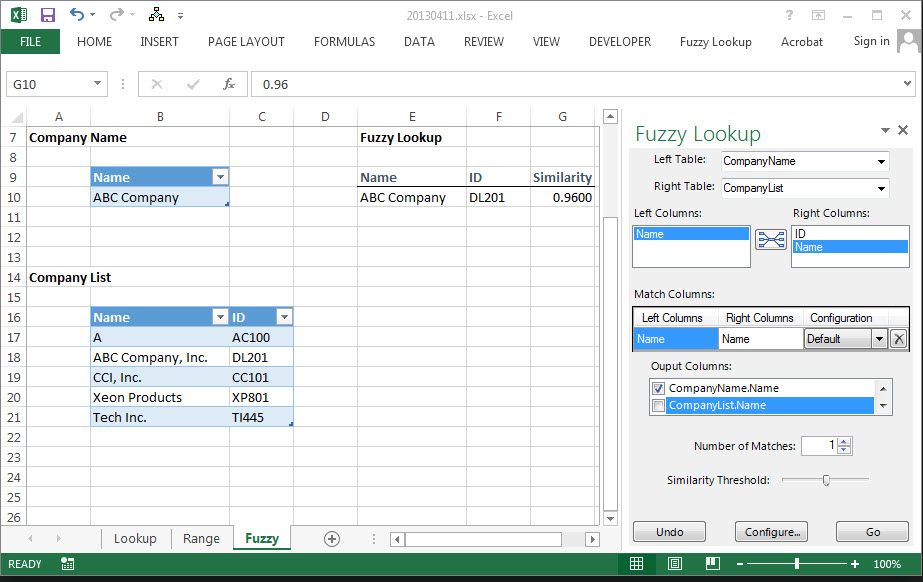 20130411.xlsx - Excel
?
FILE HOME INSERT PAGE LAYOUT FORMULAS DATA REVIEW VIEW DEVELOPER Fuzzy Lookup Acrobat Sign in
G10 fx 0.96
A B C D E F G
7 Company Name Fuzzy Lookup
8
9 Name Name ID Similarity
10 ABC Company ABC Company DL201 0.9600
11
12
13
14 Company List
15
16 Name ID
17 A AC100
18 ABC Company, Inc. DL201
19 CCI, Inc. CC101
20 Xeon Products XP801
21 Tech Inc. TI445
22
23
24
25
26
Lookup Range Fuzzy
READY 100%
Fuzzy Lookup
Left Table: CompanyName
Right Table: CompanyList
Left Columns: Right Columns:
Name ID
Name
Match Columns:
Left Columns Right Columns Configuration
Name Name Default
Ouput Columns:
CompanyName.Name
CompanyList.Name
Number of Matches: 1
Similarity Threshold:
Undo Configure... Go